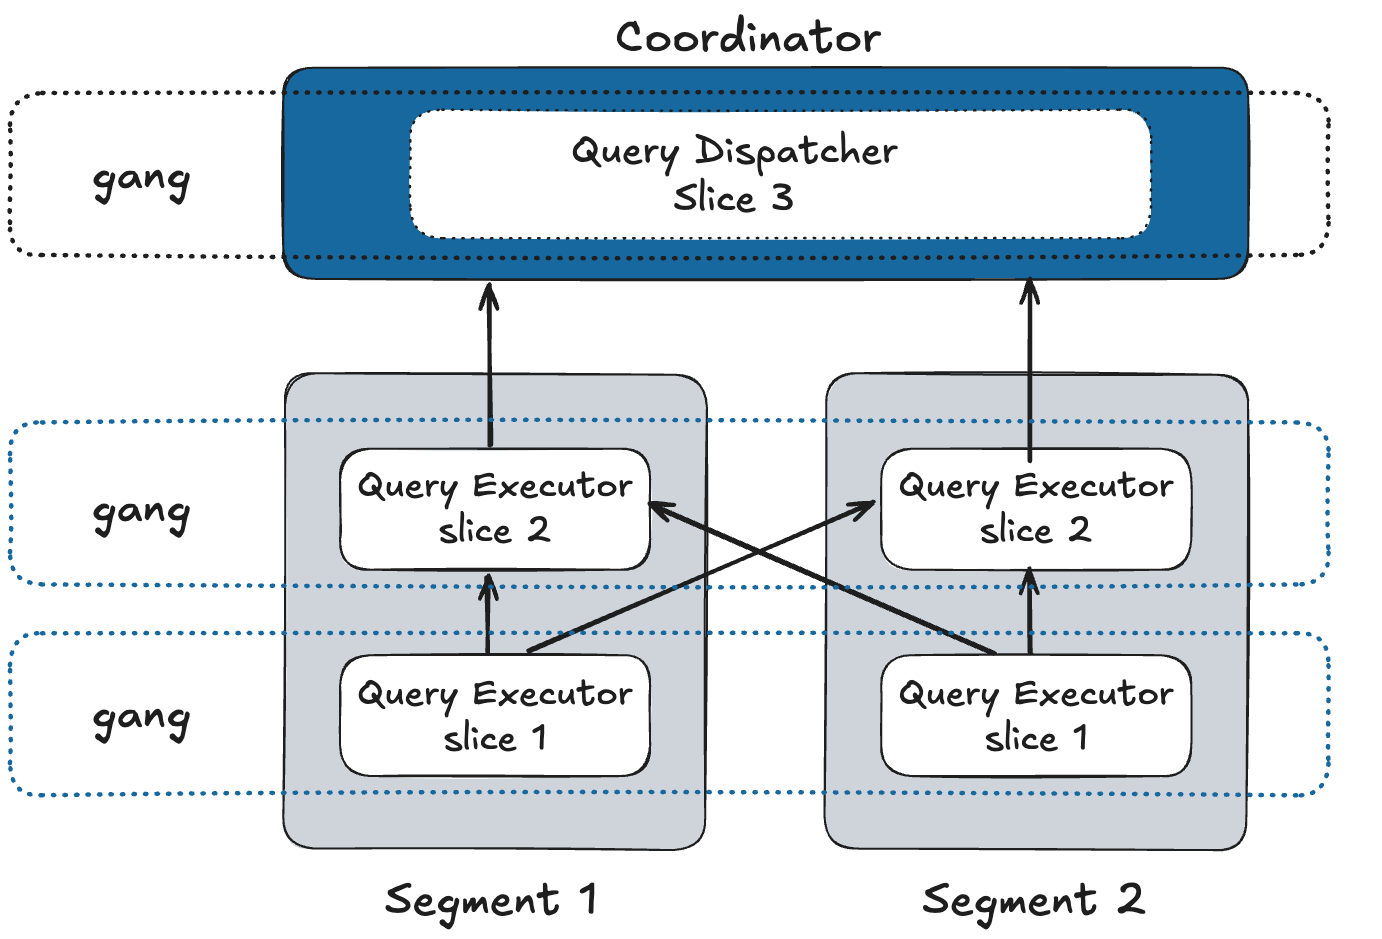 Coordinator
gang
Query Dispatcher
Slice 3
gang
Query Executor
slice 2
Query Executor
slice 2
gang
Query Executor
slice 1
Query Executor
slice 1
Segment 1
Segment 2